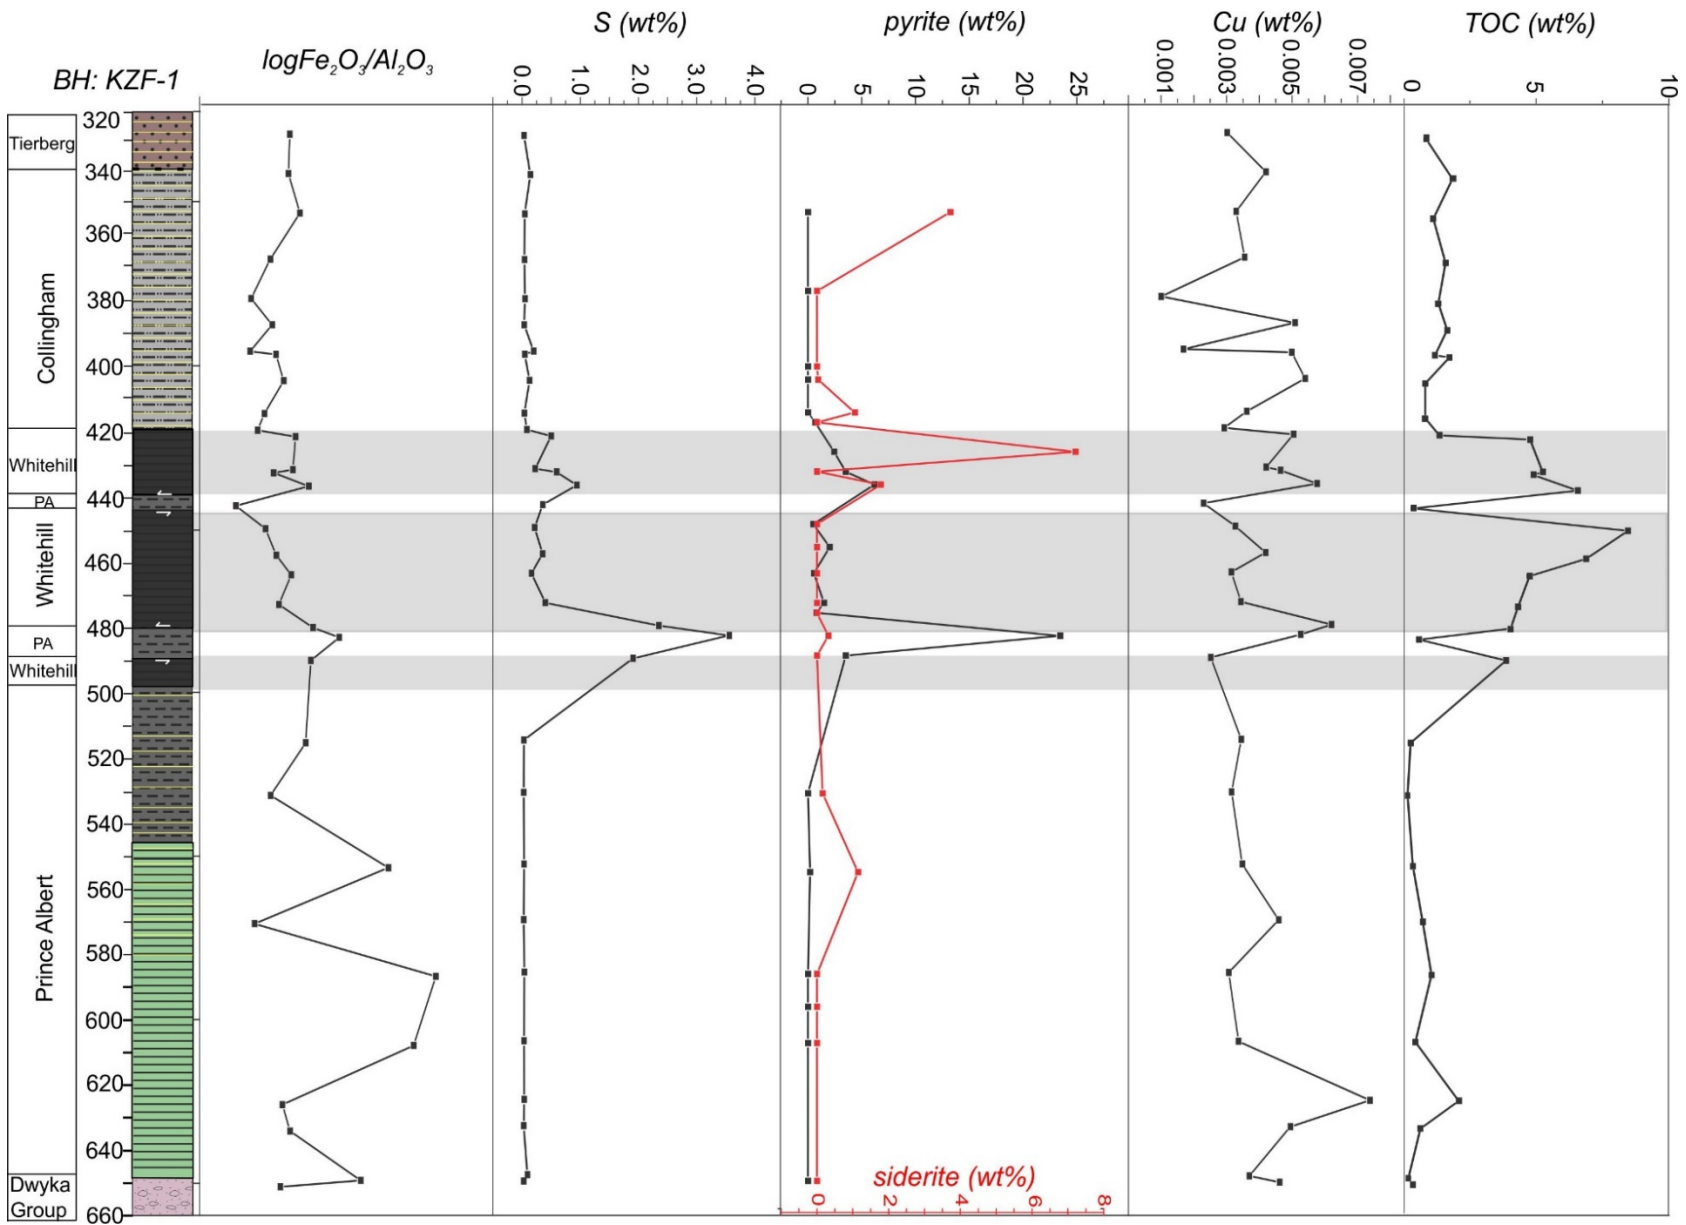 BH: KZF-1
logFe₂O₃/Al₂O₃
S (wt%)
pyrite (wt%)
Cu (wt%)
TOC (wt%)
0.0 1.0 2.0 3.0 4.0
0 5 10 15 20 25
0.001 0.003 0.005 0.007
0 5 10
Tierberg
Collingham
Whitehill
PA
Whitehill
PA
Whitehill
Prince Albert
Dwyka
Group
320
340
360
380
400
420
440
460
480
500
520
540
560
580
600
620
640
660
siderite (wt%)
0 2 4 6 8